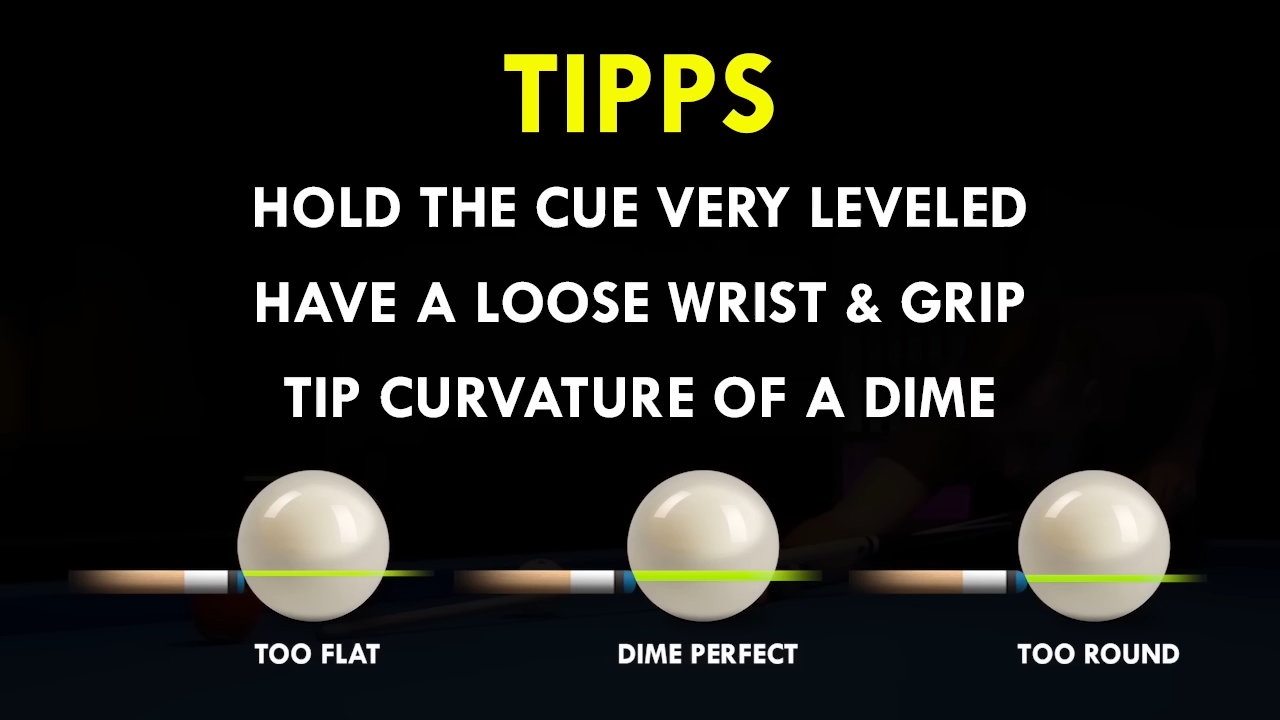 TIPPS
HOLD THE CUE VERY LEVELED
HAVE A LOOSE WRIST & GRIP
TIP CURVATURE OF A DIME
TOO FLAT
DIME PERFECT
TOO ROUND